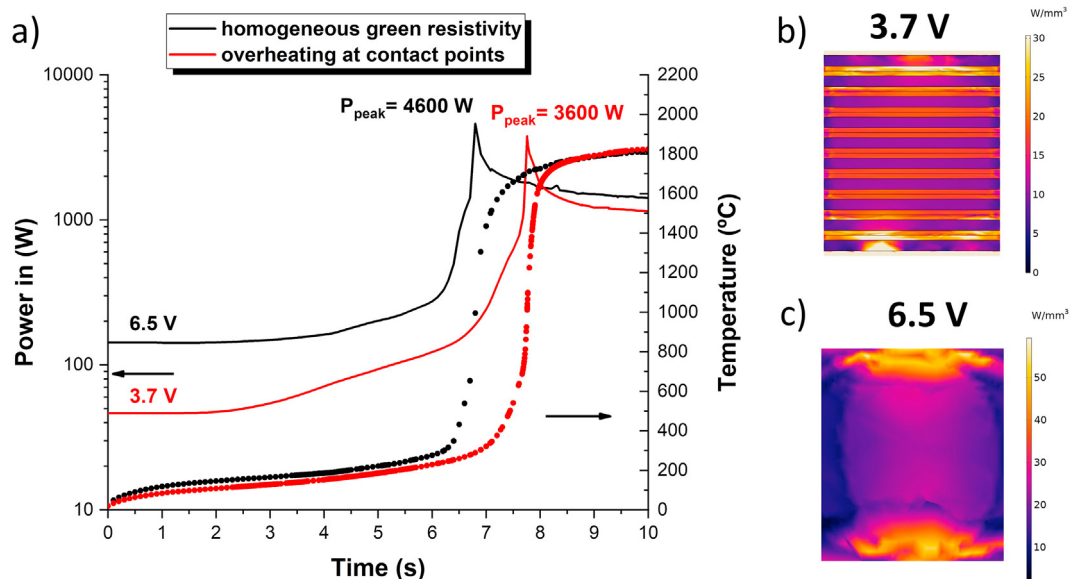 a)
homogeneous green resistivity
overheating at contact points
10000
1000
100
10
Power in (W)
P_peak= 4600 W
P_peak= 3600 W
6.5 V
3.7 V
2200
2000
1800
1600
1400
1200
1000
800
600
400
200
0
Temperature (ºC)
0 1 2 3 4 5 6 7 8 9 10
Time (s)
b)
3.7 V
W/mm³
30
25
20
15
10
5
0
c)
6.5 V
W/mm³
50
40
30
20
10